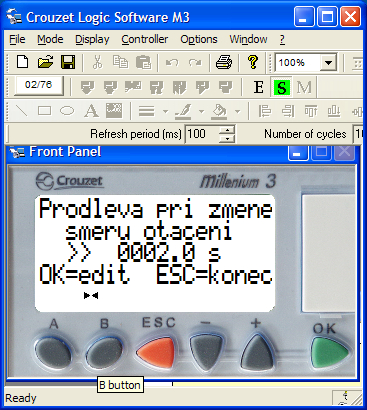 Crouzet Logic Software M3
File Mode Display Controller
Options Window ?
100%
02/76 E S M
A
Refresh period (ms) 100 Number of cycles
Front Panel
Crouzet Millenium 3
Prodleva pri zmene
smeru otaceni
>> 0002.0 s
OK=edit ESC=konec
A B ESC - + OK
B button
Ready